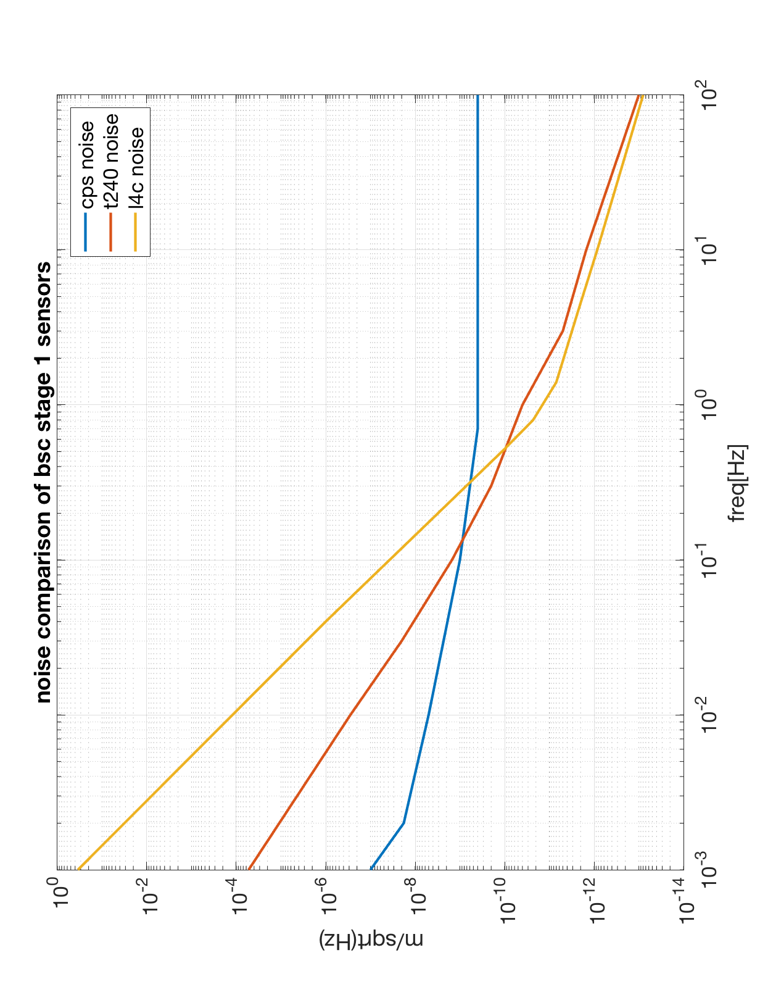 noise comparison of bsc stage 1 sensors
cps noise
t240 noise
l4c noise
10^0
10^-2
10^-4
10^-6
10^-8
10^-10
10^-12
10^-14
m/sqrt(Hz)
10^-3
10^-2
10^-1
10^0
10^1
10^2
freq[Hz]